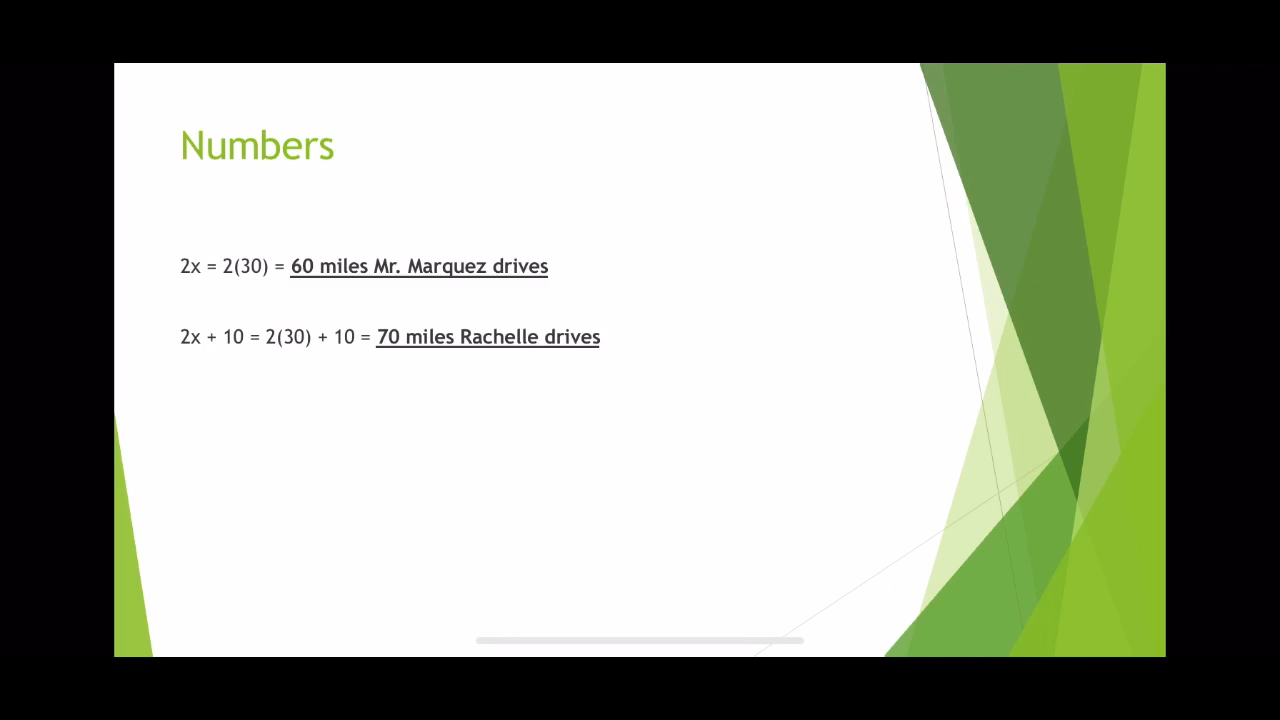 Numbers
2x = 2(30) = 60 miles Mr. Marquez drives
2x + 10 = 2(30) + 10 = 70 miles Rachelle drives